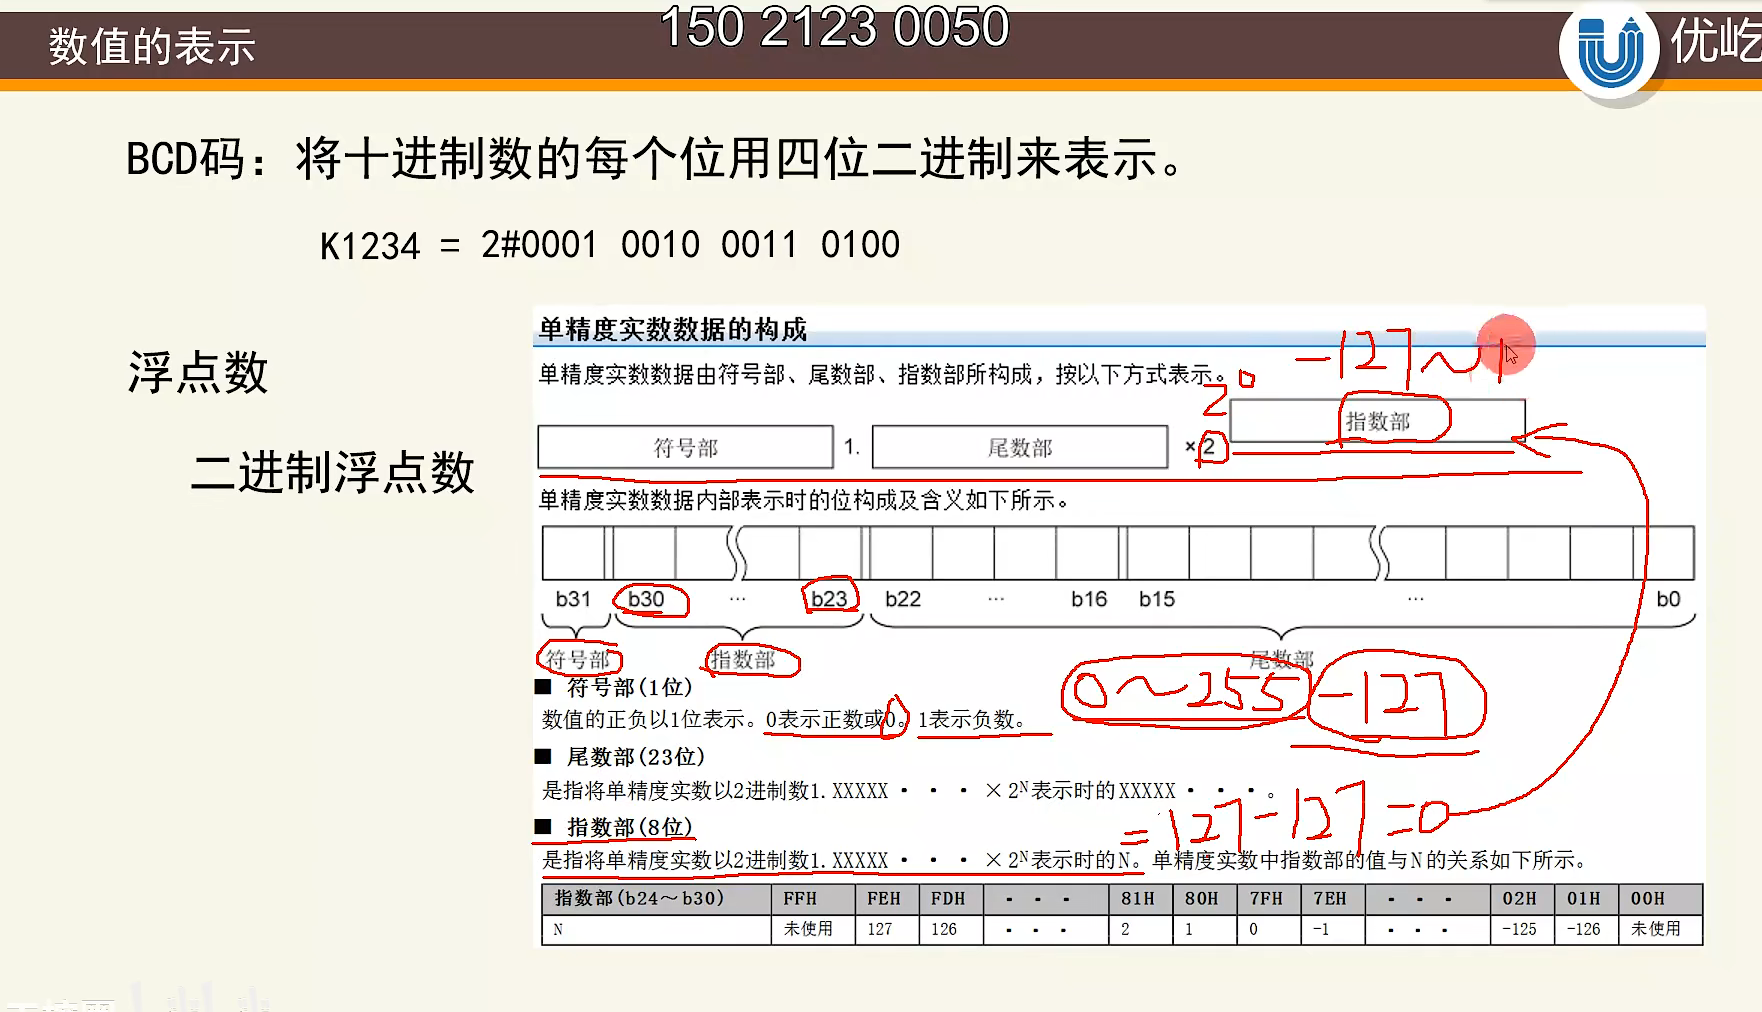 150 2123 0050
数值的表示
优屹
BCD码：将十进制数的每个位用四位二进制来表示。
K1234 = 2#0001 0010 0011 0100
浮点数
二进制浮点数
单精度实数数据的构成
-127~1
单精度实数数据由符号部、尾数部、指数部所构成，按以下方式表示。
2 0
指数部
符号部 1. 尾数部 ×2
单精度实数数据内部表示时的位构成及含义如下所示。
b31 b30 ··· b23 b22 ··· b16 b15 ··· b0
符号部 指数部 尾数部
0~255 -127
■ 符号部(1位)
数值的正负以1位表示。0表示正数或0。1表示负数。
■ 尾数部(23位)
是指将单精度实数以2进制数1.XXXXX···×2ᴺ表示时的XXXXX···。
=127-127=0
■ 指数部(8位)
是指将单精度实数以2进制数1.XXXXX···×2ᴺ表示时的N。单精度实数中指数部的值与N的关系如下所示。
指数部(b24～b30) FFH FEH FDH · · · 81H 80H 7FH 7EH · · · 02H 01H 00H
N 未使用 127 126 · · · 2 1 0 -1 · · · -125 -126 未使用